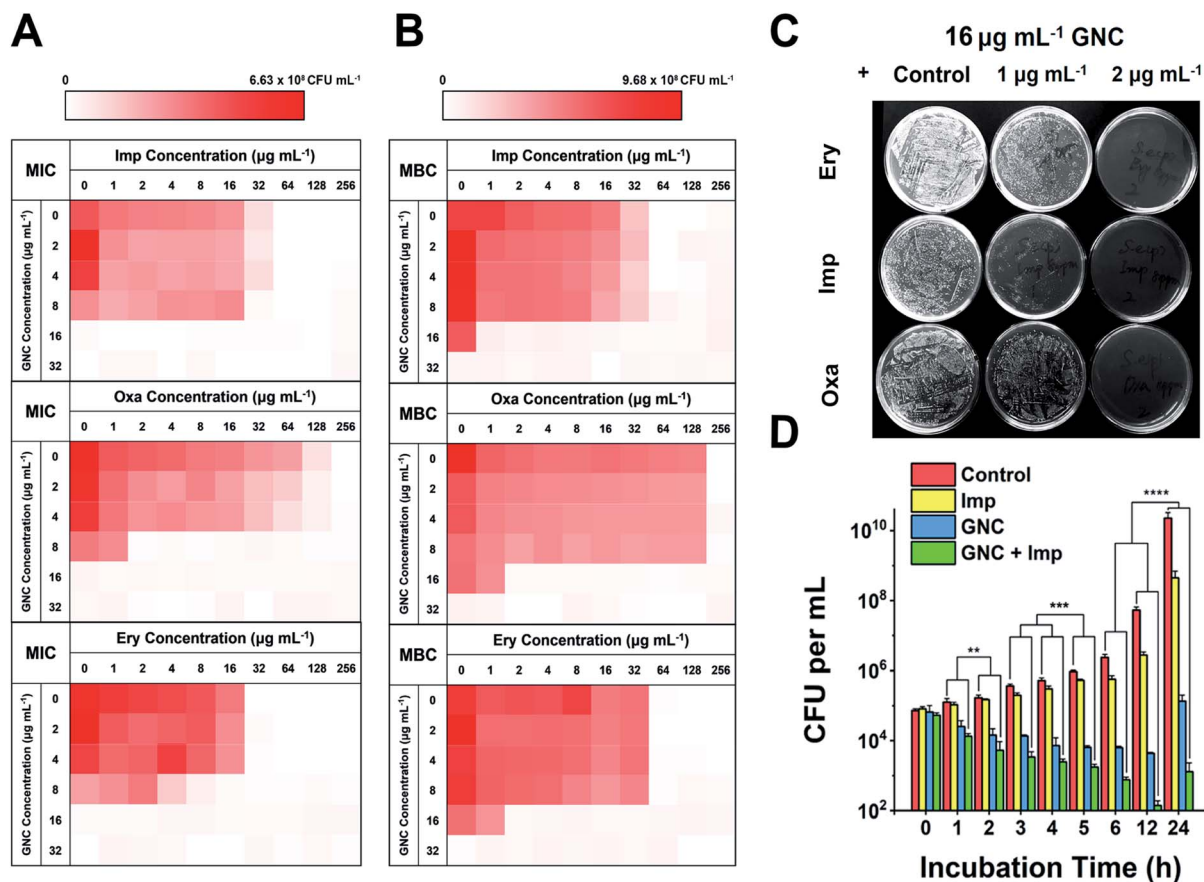 A
0
6.63 x 10⁸ CFU mL⁻¹
MIC
Imp Concentration (µg mL⁻¹)
0 1 2 4 8 16 32 64 128 256
GNC Concentration (µg mL⁻¹)
0
2
4
8
16
32
MIC
Oxa Concentration (µg mL⁻¹)
0 1 2 4 8 16 32 64 128 256
GNC Concentration (µg mL⁻¹)
0
2
4
8
16
32
MIC
Ery Concentration (µg mL⁻¹)
0 1 2 4 8 16 32 64 128 256
GNC Concentration (µg mL⁻¹)
0
2
4
8
16
32
B
0
9.68 x 10⁸ CFU mL⁻¹
MBC
Imp Concentration (µg mL⁻¹)
0 1 2 4 8 16 32 64 128 256
GNC Concentration (µg mL⁻¹)
0
2
4
8
16
32
MBC
Oxa Concentration (µg mL⁻¹)
0 1 2 4 8 16 32 64 128 256
GNC Concentration (µg mL⁻¹)
0
2
4
8
16
32
MBC
Ery Concentration (µg mL⁻¹)
0 1 2 4 8 16 32 64 128 256
GNC Concentration (µg mL⁻¹)
0
2
4
8
16
32
C
16 µg mL⁻¹ GNC
+ Control 1 µg mL⁻¹ 2 µg mL⁻¹
Ery
2
Imp
Imp 8ppm
1
Imp 8ppm
2
Oxa
2
D
Control
Imp
GNC
GNC + Imp
**
***
****
CFU per mL
10¹⁰
10⁸
10⁶
10⁴
10²
0 1 2 3 4 5 6 12 24
Incubation Time (h)